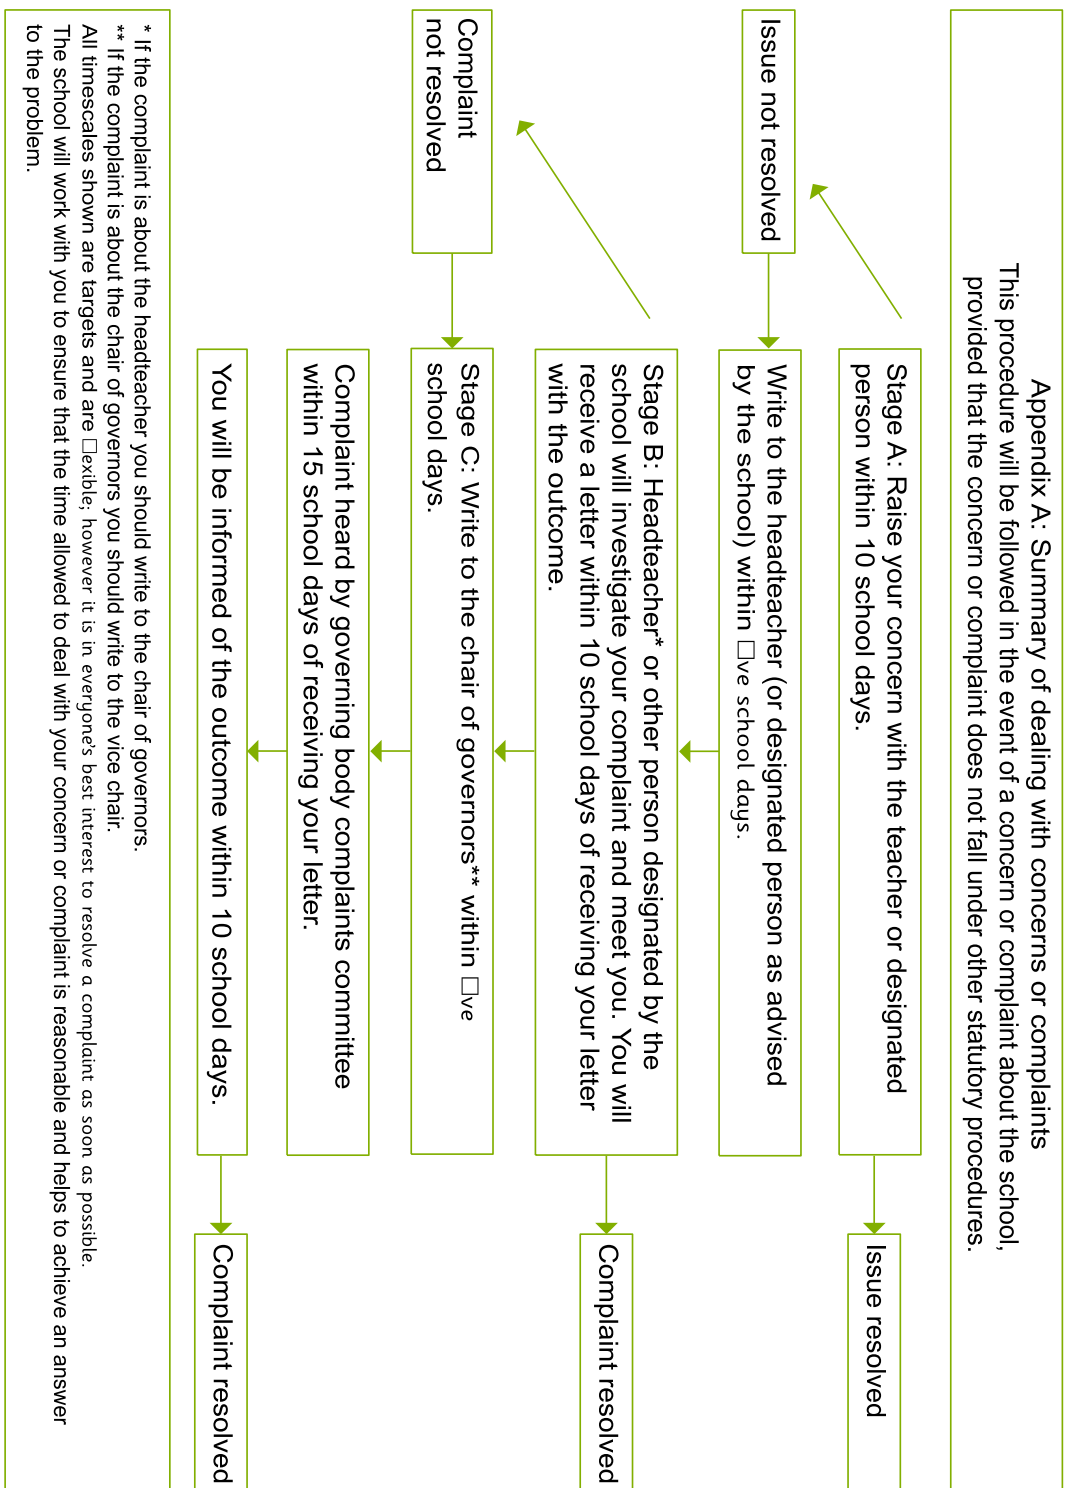 Appendix A: Summary of dealing with concerns or complaints
This procedure will be followed in the event of a concern or complaint about the school,
provided that the concern or complaint does not fall under other statutory procedures.
Stage A: Raise your concern with the teacher or designated
person within 10 school days.
Issue resolved
Issue not resolved
Write to the headteacher (or designated person as advised
by the school) within □ve school days.
Stage B: Headteacher* or other person designated by the
school will investigate your complaint and meet you. You will
receive a letter within 10 school days of receiving your letter
with the outcome.
Complaint resolved
Complaint
not resolved
Stage C: Write to the chair of governors** within □ve
school days.
Complaint heard by governing body complaints committee
within 15 school days of receiving your letter.
You will be informed of the outcome within 10 school days.
Complaint resolved
* If the complaint is about the headteacher you should write to the chair of governors.
** If the complaint is about the chair of governors you should write to the vice chair.
All timescales shown are targets and are □exible; however it is in everyone's best interest to resolve a complaint as soon as possible.
The school will work with you to ensure that the time allowed to deal with your concern or complaint is reasonable and helps to achieve an answer
to the problem.